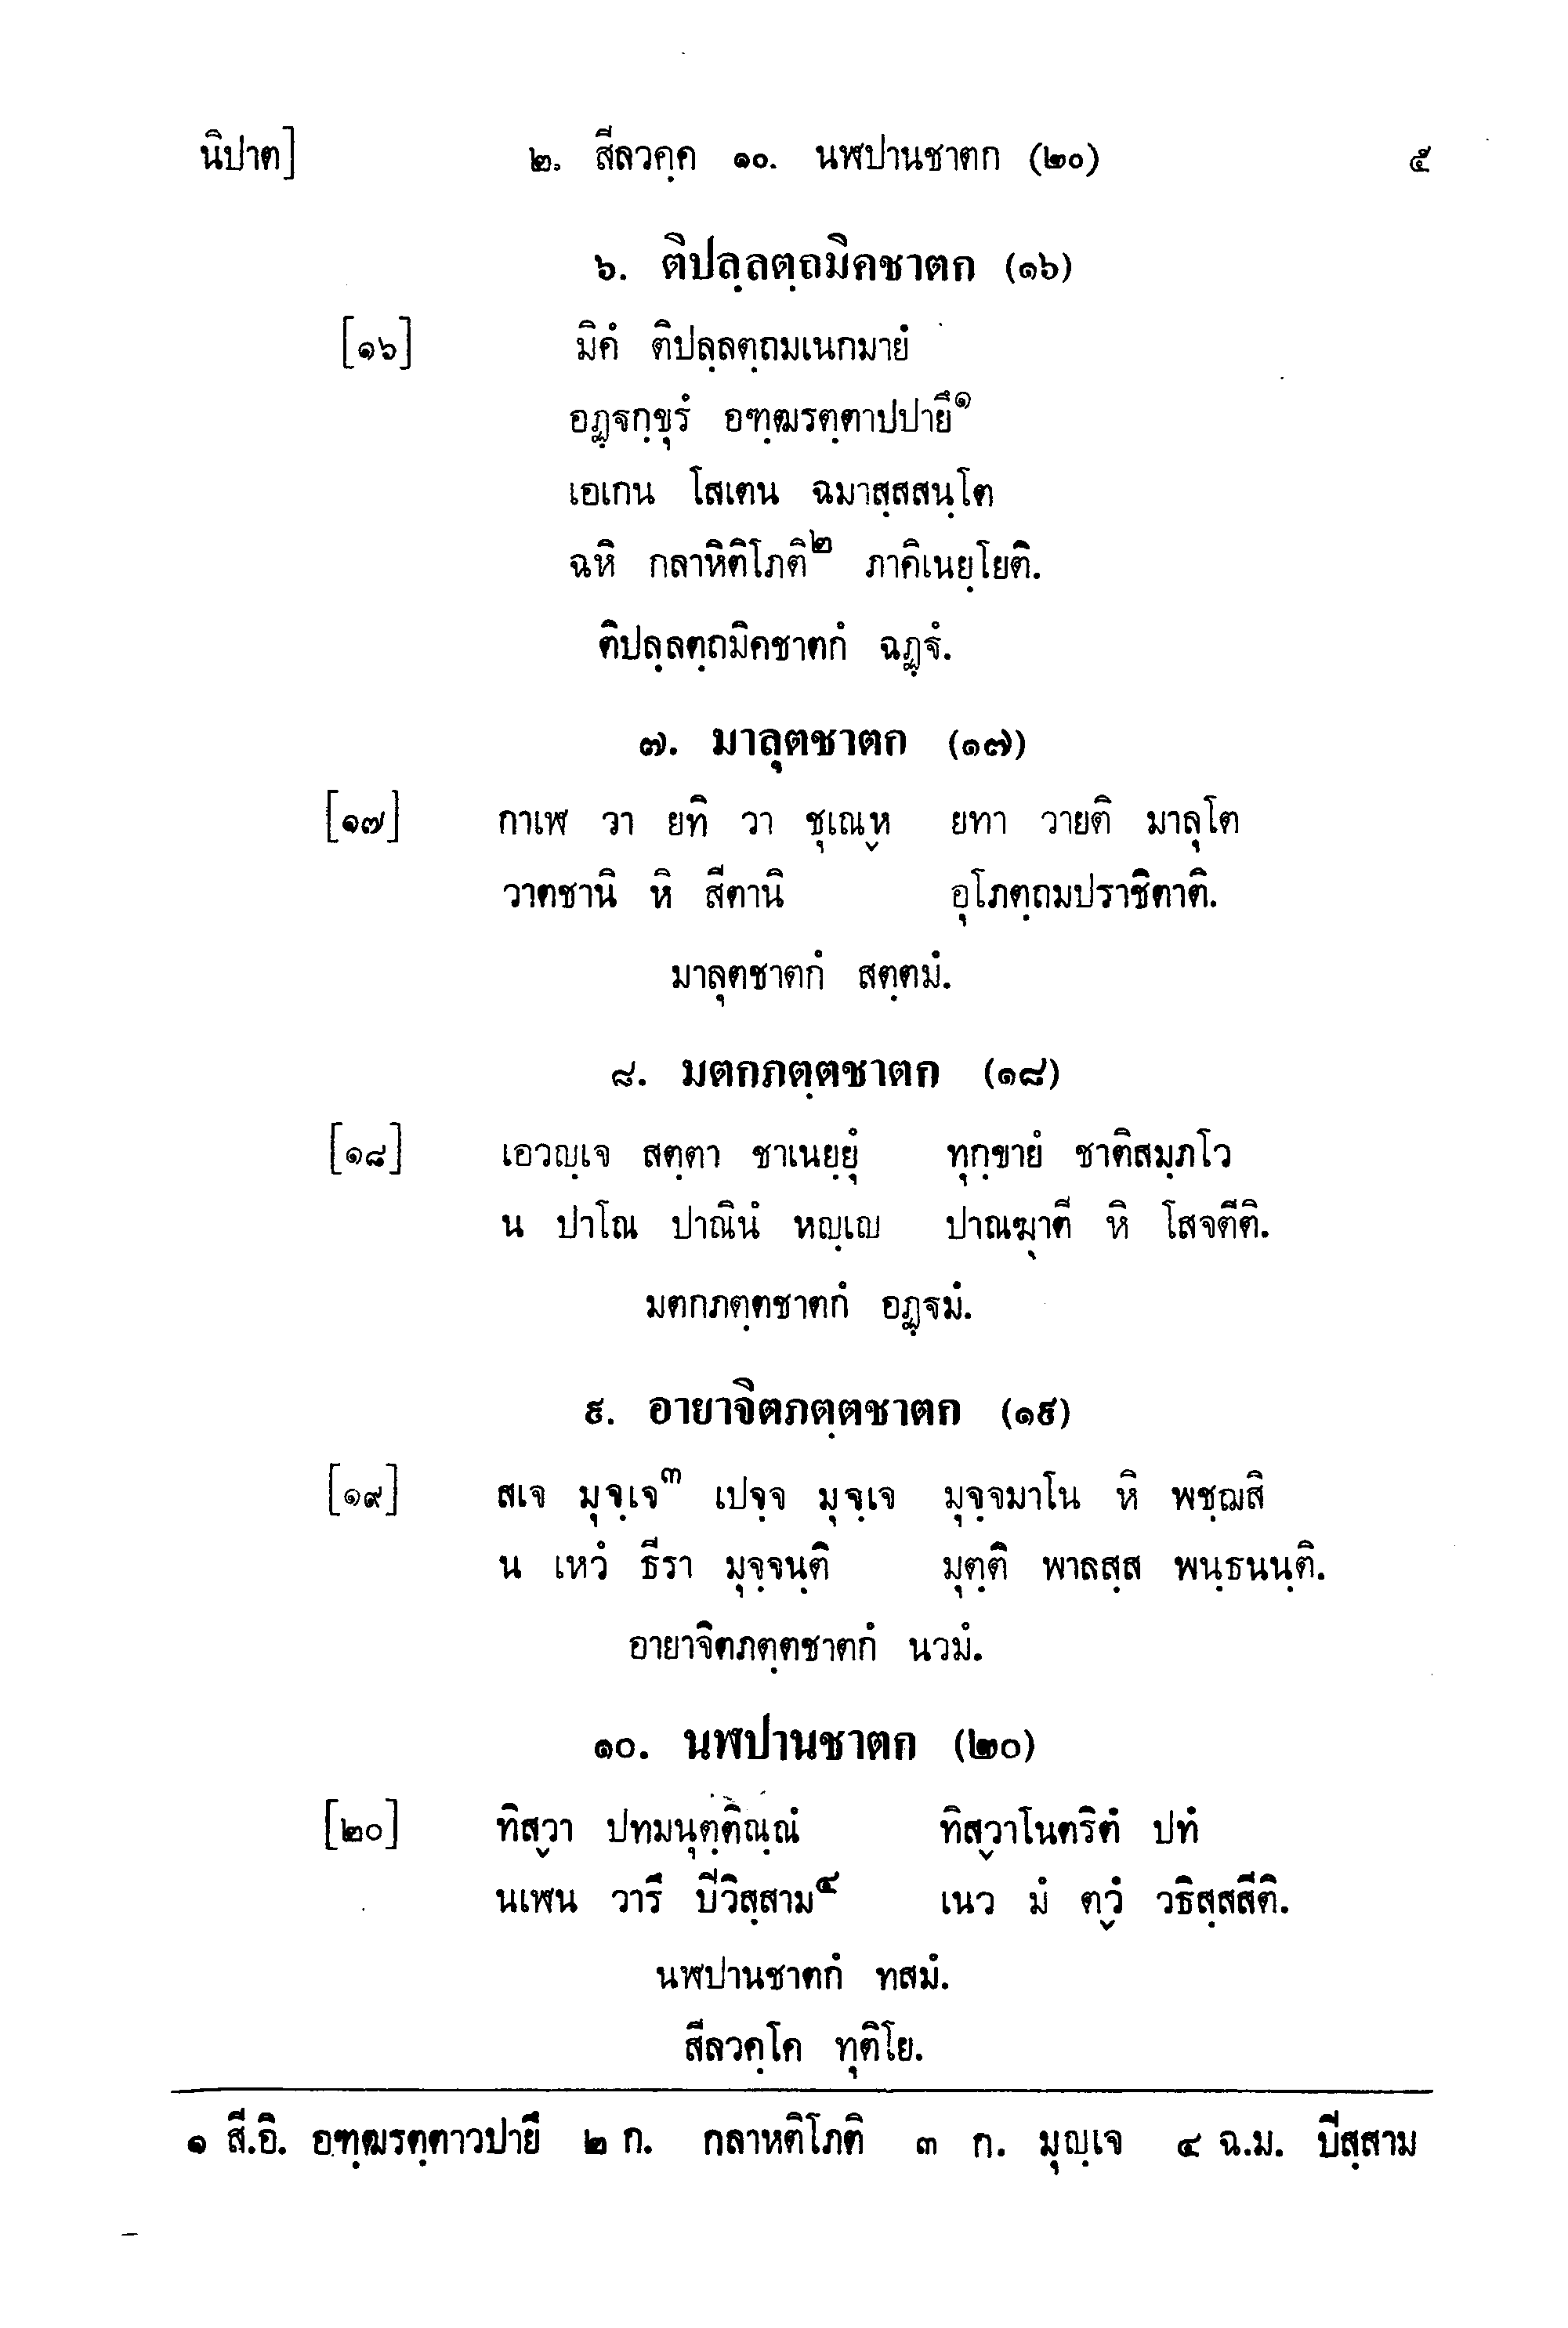 นิปาต] ๒. สีลวคฺค ๑๐. นฬปานชาตก (๒๐) ๕
๖. ติปลฺลตฺถมิคชาตก (๑๖)
[๑๖] มิคํ ติปลฺลตฺถมเนกมายํ
อฏฺฐกฺขุรํ อฑฺฒรตฺตาปปายึ๑
เอเกน โสเตน ฉมาสฺสสนฺโต
ฉหิ กลาหิติโภติ๒ ภาคิเนยฺโยติ.
ติปลฺลตฺถมิคชาตกํ ฉฏฺฐํ.
๗. มาลุตชาตก (๑๗)
[๑๗] กาเฬ วา ยทิ วา ชุเณฺห ยทา วายติ มาลุโต
วาตชานิ หิ สีตานิ อุโภตฺถมปราชิตาติ.
มาลุตชาตกํ สตฺตมํ.
๘. มตกภตฺตชาตก (๑๘)
[๑๘] เอวญฺเจ สตฺตา ชาเนยฺยุํ ทุกฺขายํ ชาติสมฺภโว
น ปาโณ ปาณินํ หญฺเญ ปาณฆาตี หิ โสจตีติ.
มตกภตฺตชาตกํ อฏฺฐมํ.
๙. อายาจิตภตฺตชาตก (๑๙)
[๑๙] สเจ มุจฺเจ๓ เปจฺจ มุจฺเจ มุจฺจมาโน หิ พชฺฌสิ
น เหวํ ธีรา มุจฺจนฺติ มุตฺติ พาลสฺส พนฺธนนฺติ.
อายาจิตภตฺตชาตกํ นวมํ.
๑๐. นฬปานชาตก (๒๐)
[๒๐] ทิสฺวา ปทมนุตฺติณฺณํ ทิสฺวาโนตริตํ ปทํ
นเฬน วารึ ปีวิสฺสาม๔ เนว มํ ตฺวํ วธิสฺสสีติ.
นฬปานชาตกํ ทสมํ.
สีลวคฺโค ทุติโย.
๑ สี.อิ. อฑฺฒรตฺตาวปายึ ๒ ก. กลาหติโภติ ๓ ก. มุญฺเจ ๔ ฉ.ม. ปีสฺสาม